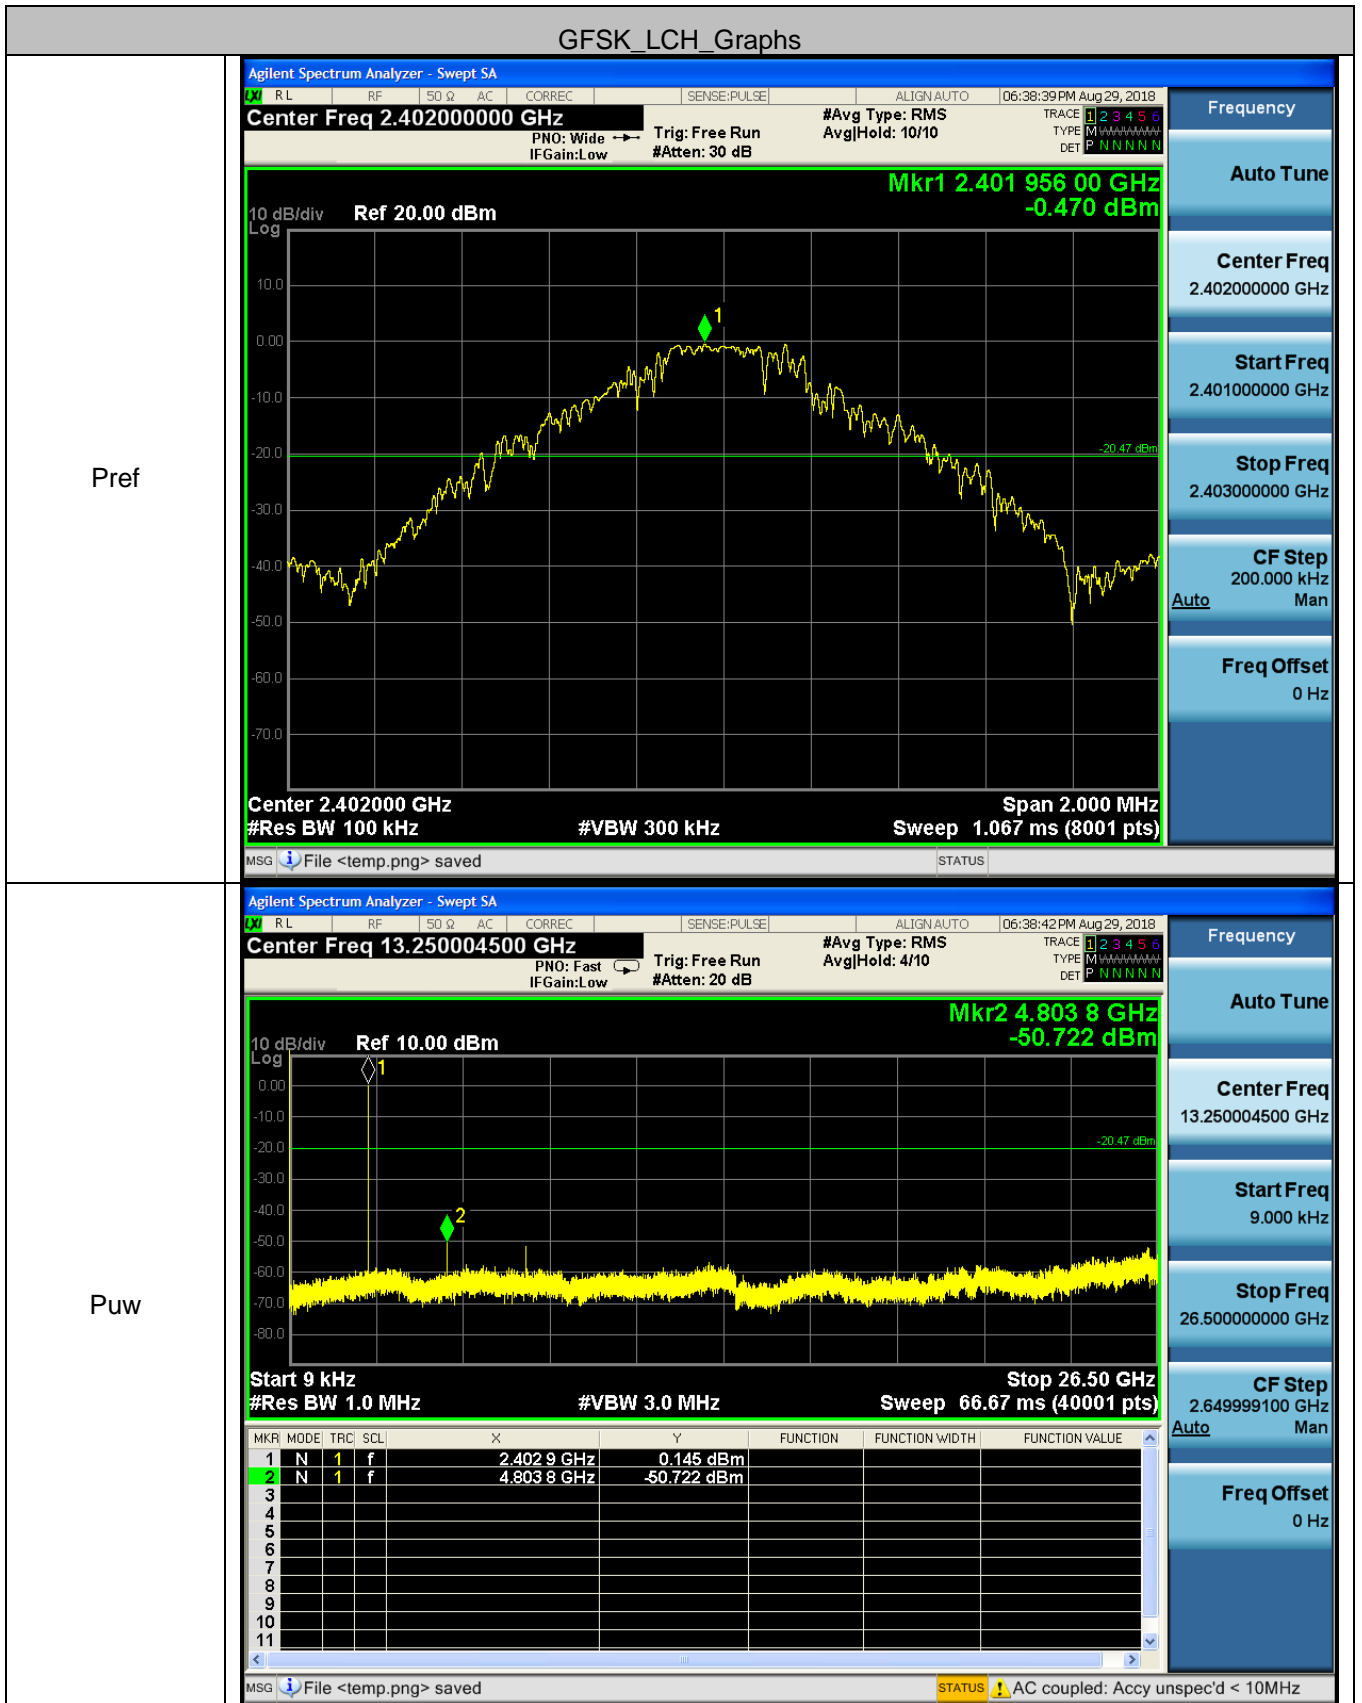 GFSK_LCH_Graphs
Pref
Agilent Spectrum Analyzer - Swept SA
LXI RL RF 50 Ω AC CORREC SENSE:PULSE ALIGN AUTO 06:38:39 PM Aug 29, 2018
Center Freq 2.402000000 GHz
PNO: Wide
IFGain:Low
Trig: Free Run
#Atten: 30 dB
#Avg Type: RMS
Avg|Hold: 10/10
TRACE 1 2 3 4 5 6
TYPE M WWWWW
DET P N N N N N
Mkr1 2.401 956 00 GHz
-0.470 dBm
10 dB/div
Log
Ref 20.00 dBm
10.0
0.00
-10.0
-20.0
-30.0
-40.0
-50.0
-60.0
-70.0
1
-20.47 dBm
Center 2.402000 GHz
Span 2.000 MHz
#Res BW 100 kHz
#VBW 300 kHz
Sweep 1.067 ms (8001 pts)
MSG File <temp.png> saved
STATUS
Frequency
Auto Tune
Center Freq
2.402000000 GHz
Start Freq
2.401000000 GHz
Stop Freq
2.403000000 GHz
CF Step
200.000 kHz
Auto Man
Freq Offset
0 Hz
Puw
Agilent Spectrum Analyzer - Swept SA
LXI RL RF 50 Ω AC CORREC SENSE:PULSE ALIGN AUTO 06:38:42 PM Aug 29, 2018
Center Freq 13.250004500 GHz
PNO: Fast
IFGain:Low
Trig: Free Run
#Atten: 20 dB
#Avg Type: RMS
Avg|Hold: 4/10
TRACE 1 2 3 4 5 6
TYPE M WWWWW
DET P N N N N N
Mkr2 4.803 8 GHz
-50.722 dBm
10 dB/div
Log
Ref 10.00 dBm
0.00
-10.0
-20.0
-30.0
-40.0
-50.0
-60.0
-70.0
-80.0
1
2
-20.47 dBm
Start 9 kHz
Stop 26.50 GHz
#Res BW 1.0 MHz
#VBW 3.0 MHz
Sweep 66.67 ms (40001 pts)
MKR MODE TRC SCL X Y FUNCTION FUNCTION WIDTH FUNCTION VALUE
1 N 1 f 2.402 9 GHz 0.145 dBm
2 N 1 f 4.803 8 GHz -50.722 dBm
3
4
5
6
7
8
9
10
11
MSG File <temp.png> saved
STATUS AC coupled: Accy unspec'd < 10MHz
Frequency
Auto Tune
Center Freq
13.250004500 GHz
Start Freq
9.000 kHz
Stop Freq
26.500000000 GHz
CF Step
2.649999100 GHz
Auto Man
Freq Offset
0 Hz